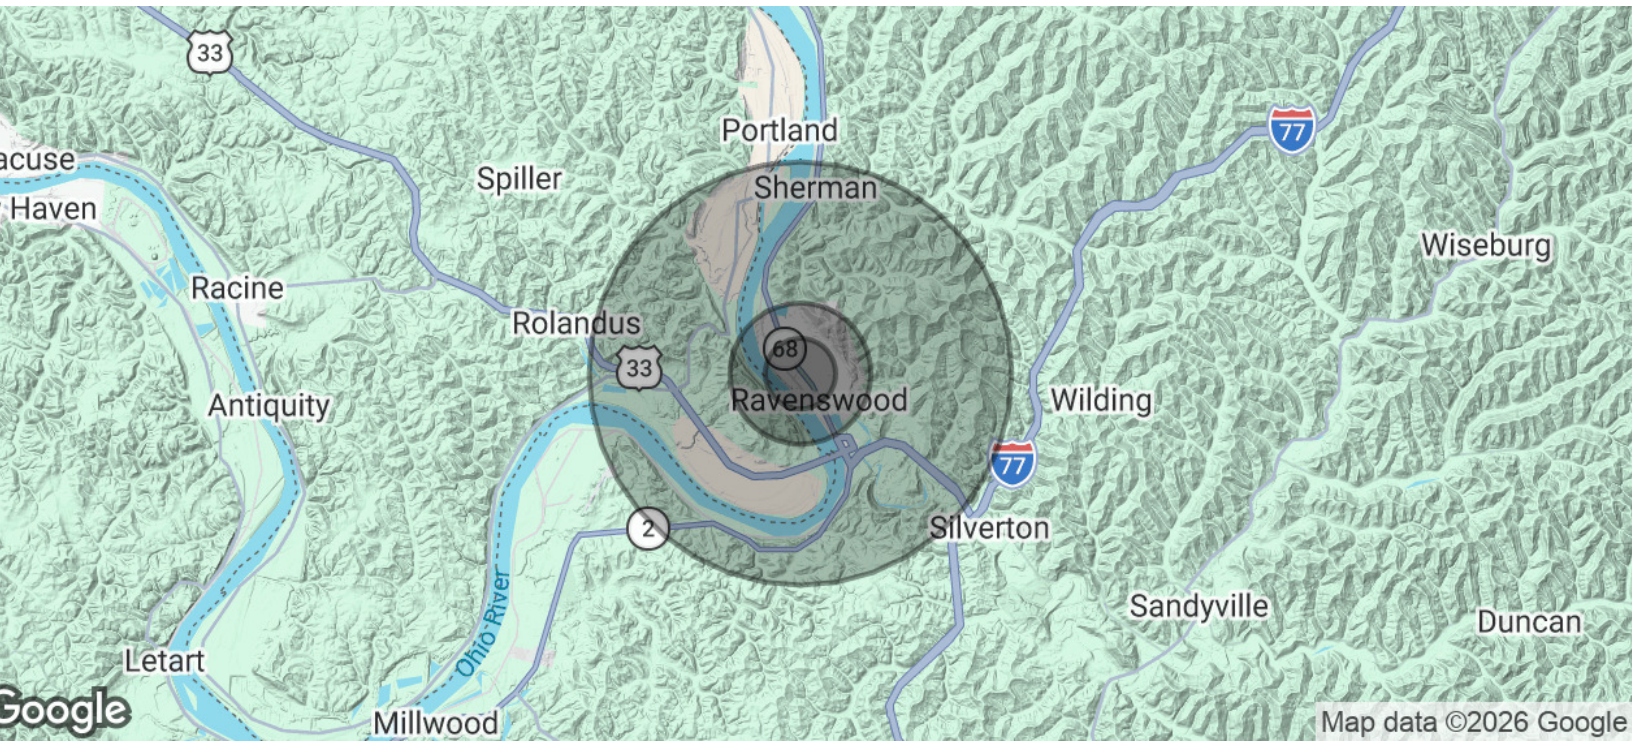 33
Portland
77
acuse
Spiller
Sherman
Haven
Wiseburg
Racine
Rolandus
68
33
Ravenswood
Wilding
Antiquity
77
2
Silverton
Ohio River
Sandyville
Duncan
Letart
Google
Millwood
Map data ©2026 Google